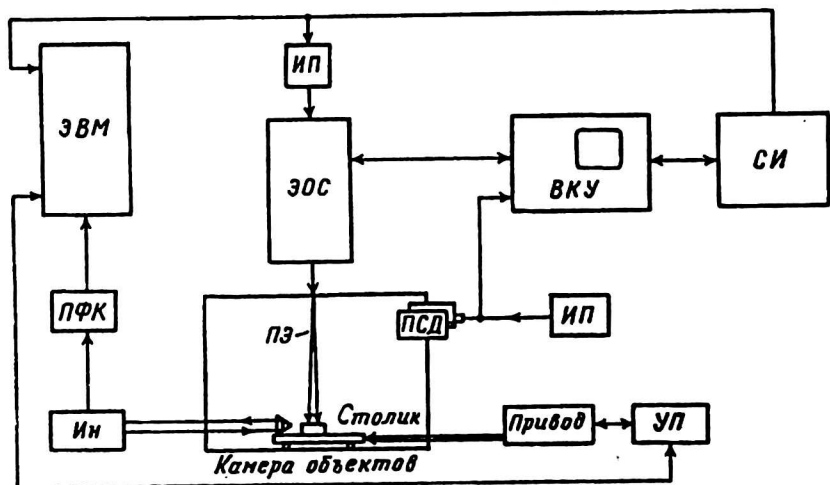 ИП
ЭВМ
ЭОС
ВКУ
СИ
ПФК
ПЭ
ПСД
ИП
Ин
Столик
Привод
УП
Камера объектов